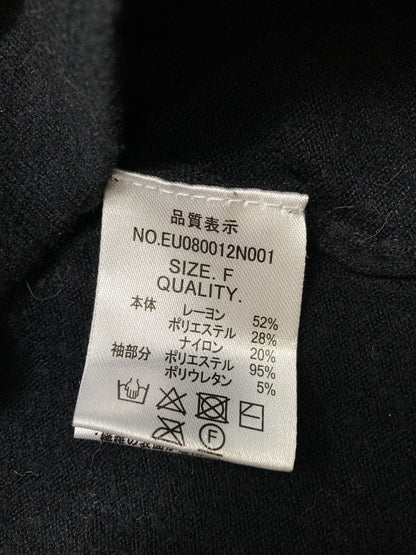 品質表示
NO.EU080012N001
SIZE. F
QUALITY.
本体 レーヨン 52%
ポリエステル 28%
ナイロン 20%
袖部分 ポリエステル 95%
ポリウレタン 5%
F